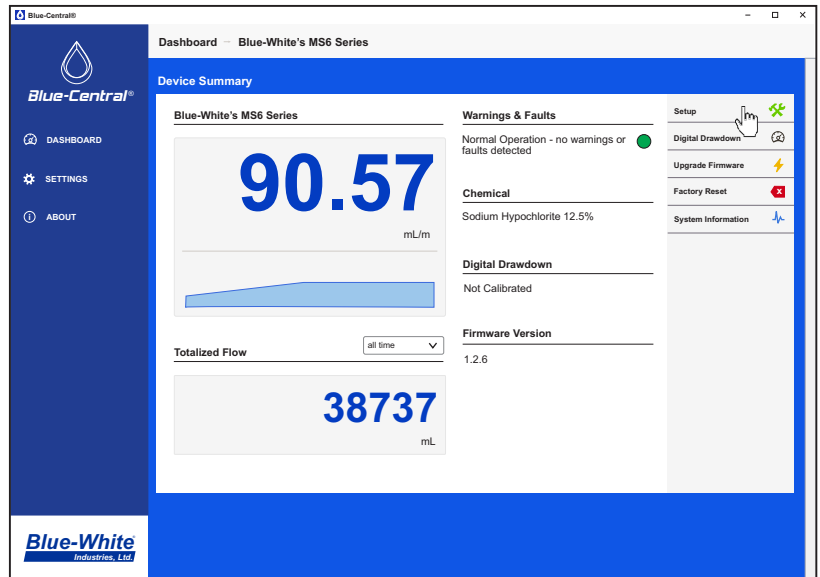 Blue-Central®
Dashboard – Blue-White's MS6 Series
Blue-Central®
DASHBOARD
SETTINGS
ABOUT
Device Summary
Blue-White's MS6 Series
90.57
mL/m
Totalized Flow
all time
38737
mL
Warnings & Faults
Normal Operation - no warnings or
faults detected
Chemical
Sodium Hypochlorite 12.5%
Digital Drawdown
Not Calibrated
Firmware Version
1.2.6
Setup
Digital Drawdown
Upgrade Firmware
Factory Reset
X
System Information
Blue-White
Industries, Ltd.